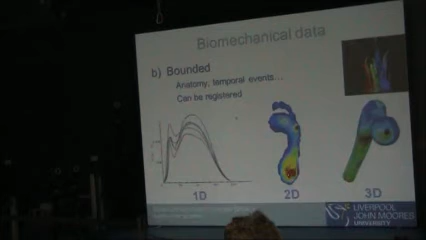 Biomechanical data
b) Bounded
Anatomy, temporal events...
Can be registered
1D
2D
3D
LIVERPOOL
JOHN MOORES
UNIVERSITY